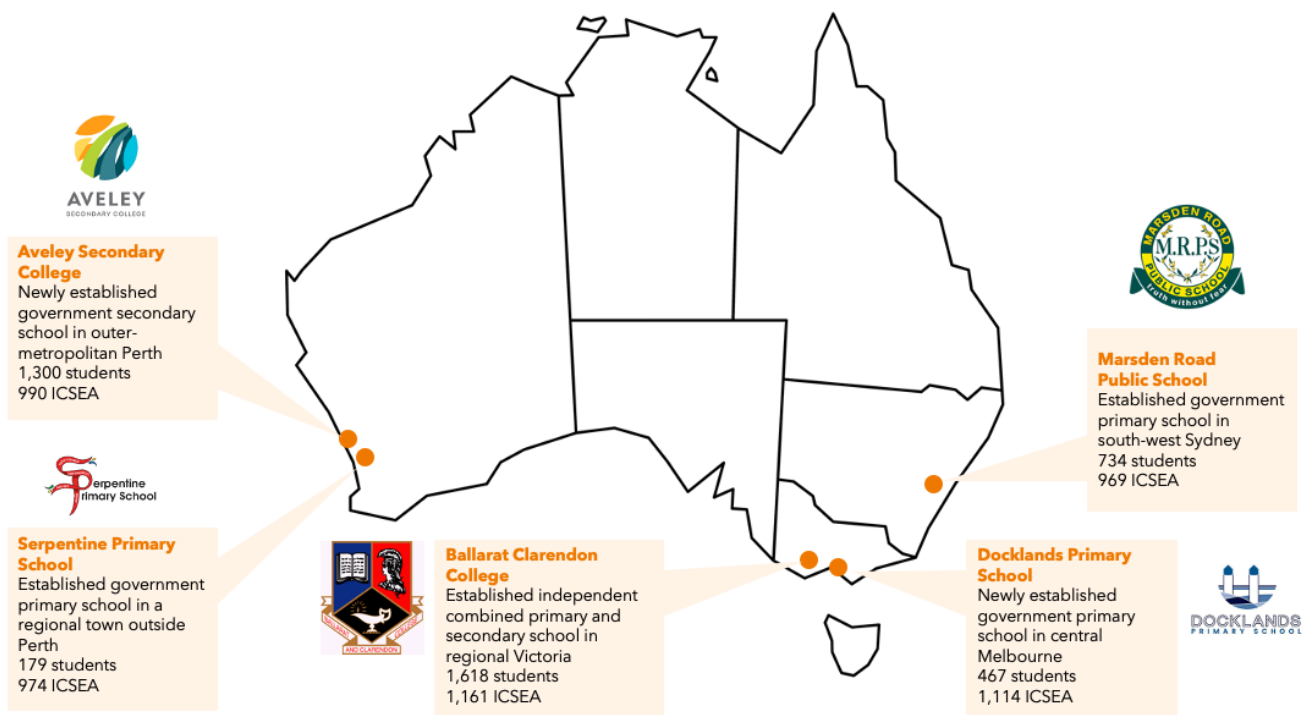 AVELEY
SECONDARY COLLEGE
Aveley Secondary
College
Newly established
government secondary
school in outer-
metropolitan Perth
1,300 students
990 ICSEA
Serpentine
Primary School
Serpentine Primary
School
Established government
primary school in a
regional town outside
Perth
179 students
974 ICSEA
BALLARAT
COLLEGE
AND CLARENDON
Ballarat Clarendon
College
Established independent
combined primary and
secondary school in
regional Victoria
1,618 students
1,161 ICSEA
Docklands Primary
School
Newly established
government primary
school in central
Melbourne
467 students
1,114 ICSEA
DOCKLANDS
PRIMARY SCHOOL
MARSDEN ROAD
M.R.P.S
PUBLIC SCHOOL
truth without fear
Marsden Road
Public School
Established government
primary school in
south-west Sydney
734 students
969 ICSEA